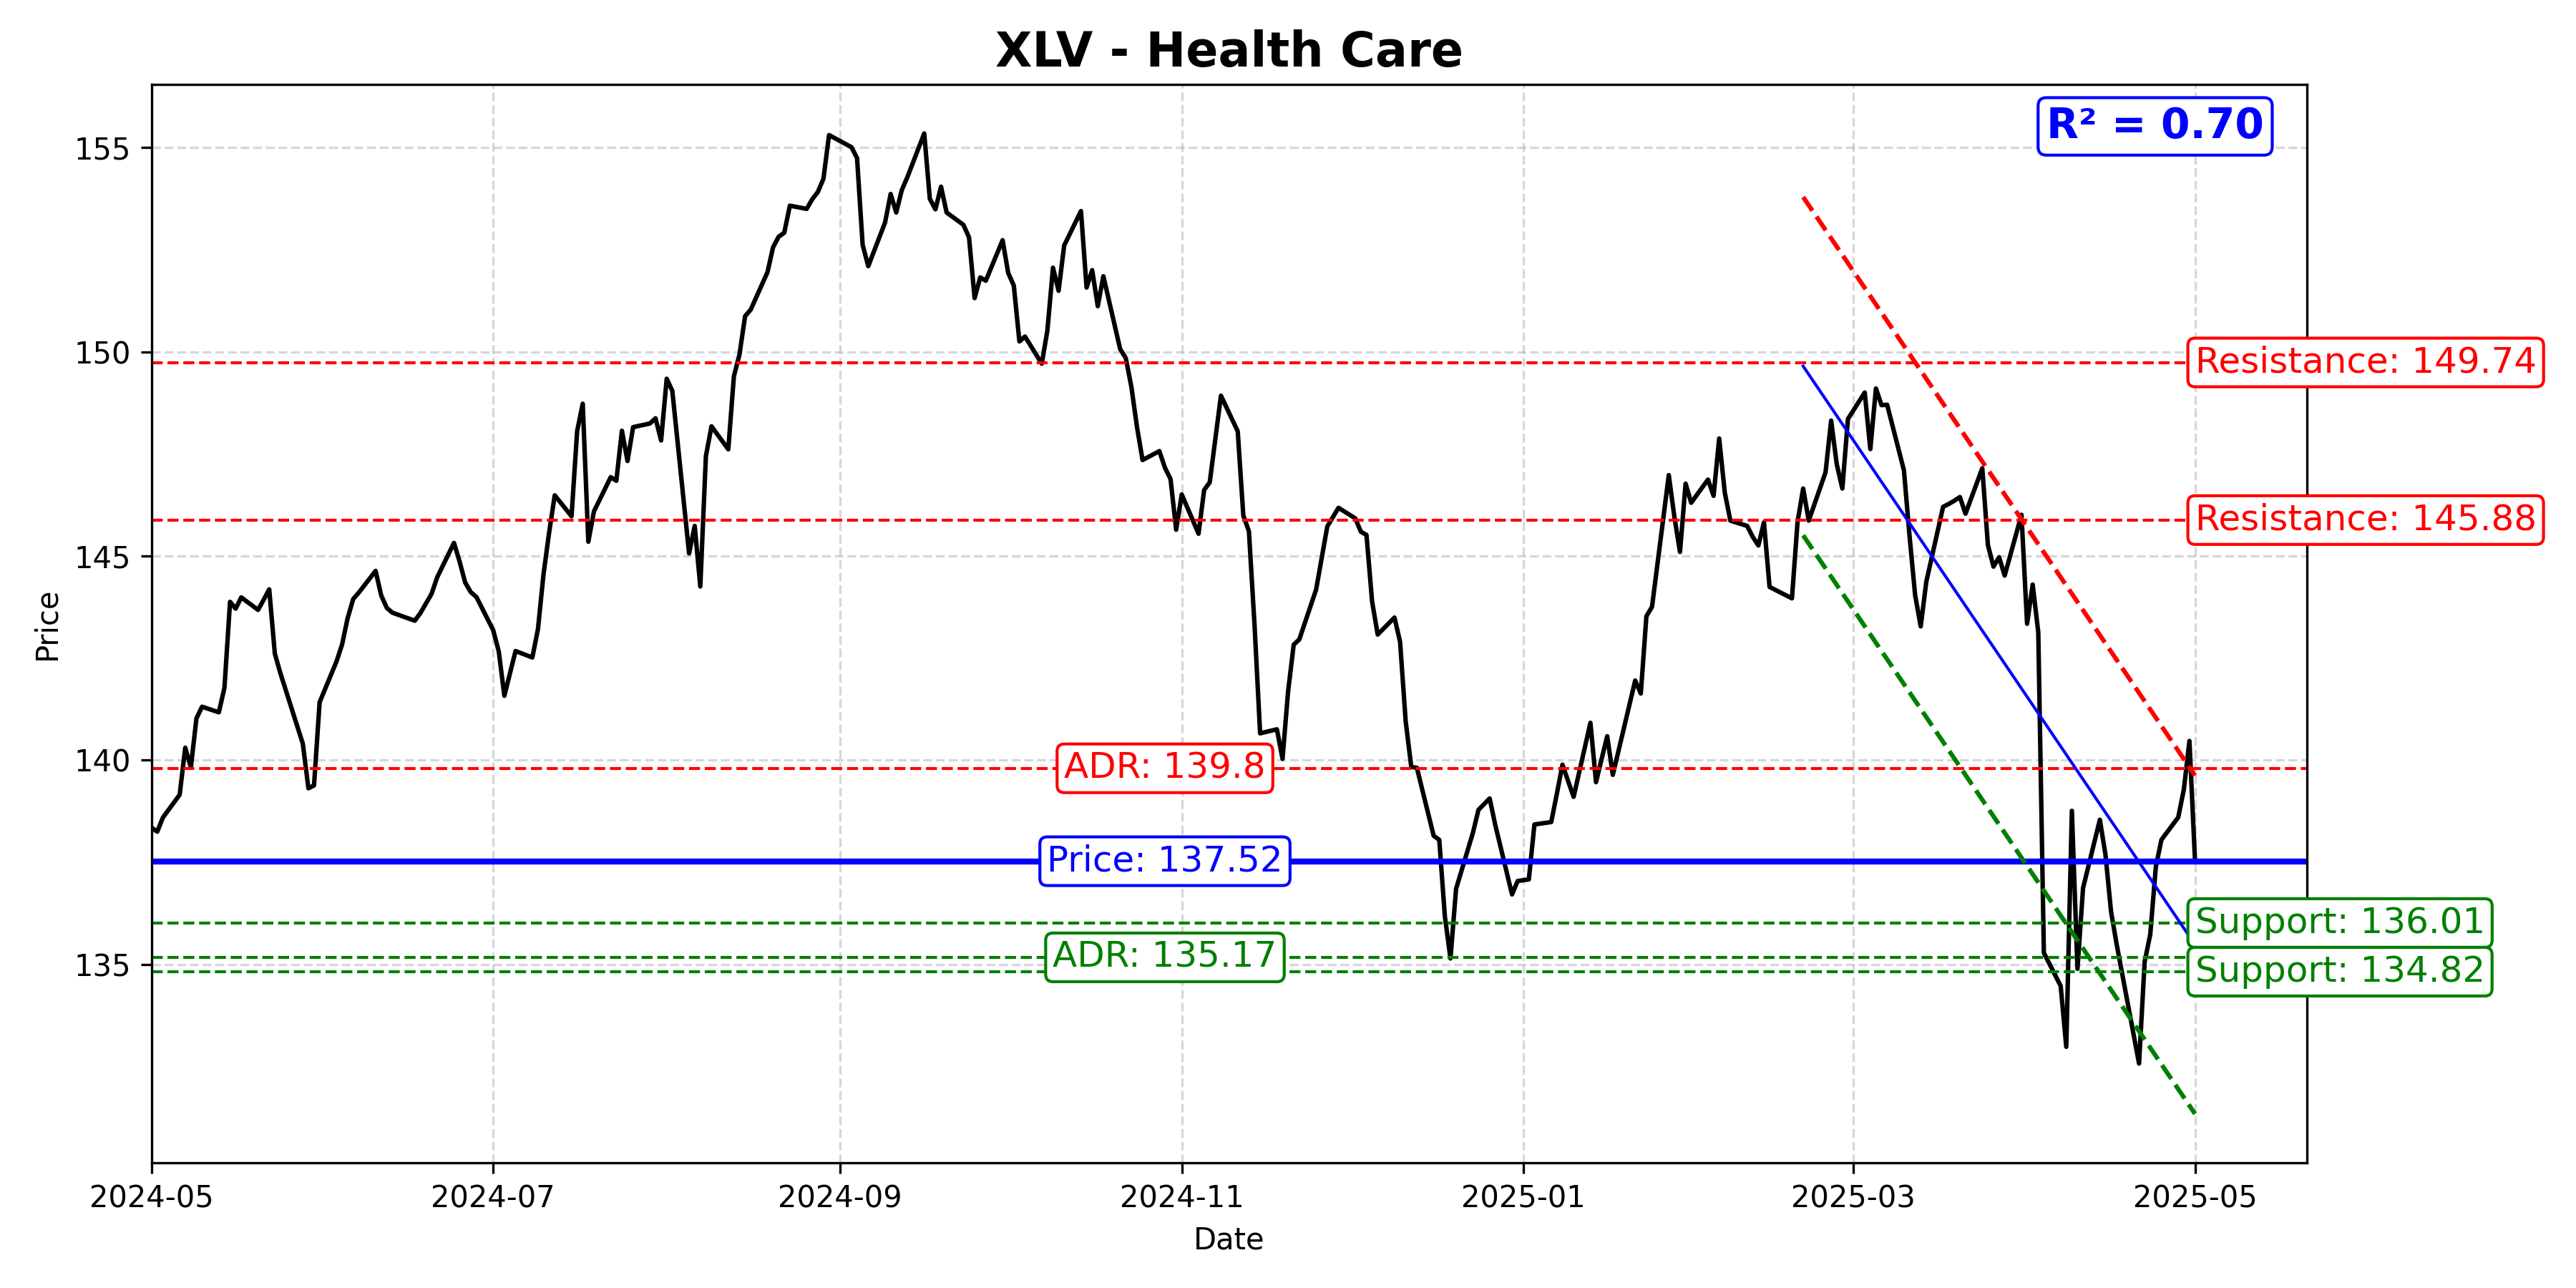 XLV - Health Care
R² = 0.70
155
150
145
140
135
Price
Resistance: 149.74
Resistance: 145.88
ADR: 139.8
Price: 137.52
Support: 136.01
ADR: 135.17
Support: 134.82
2024-05
2024-07
2024-09
2024-11
2025-01
2025-03
2025-05
Date